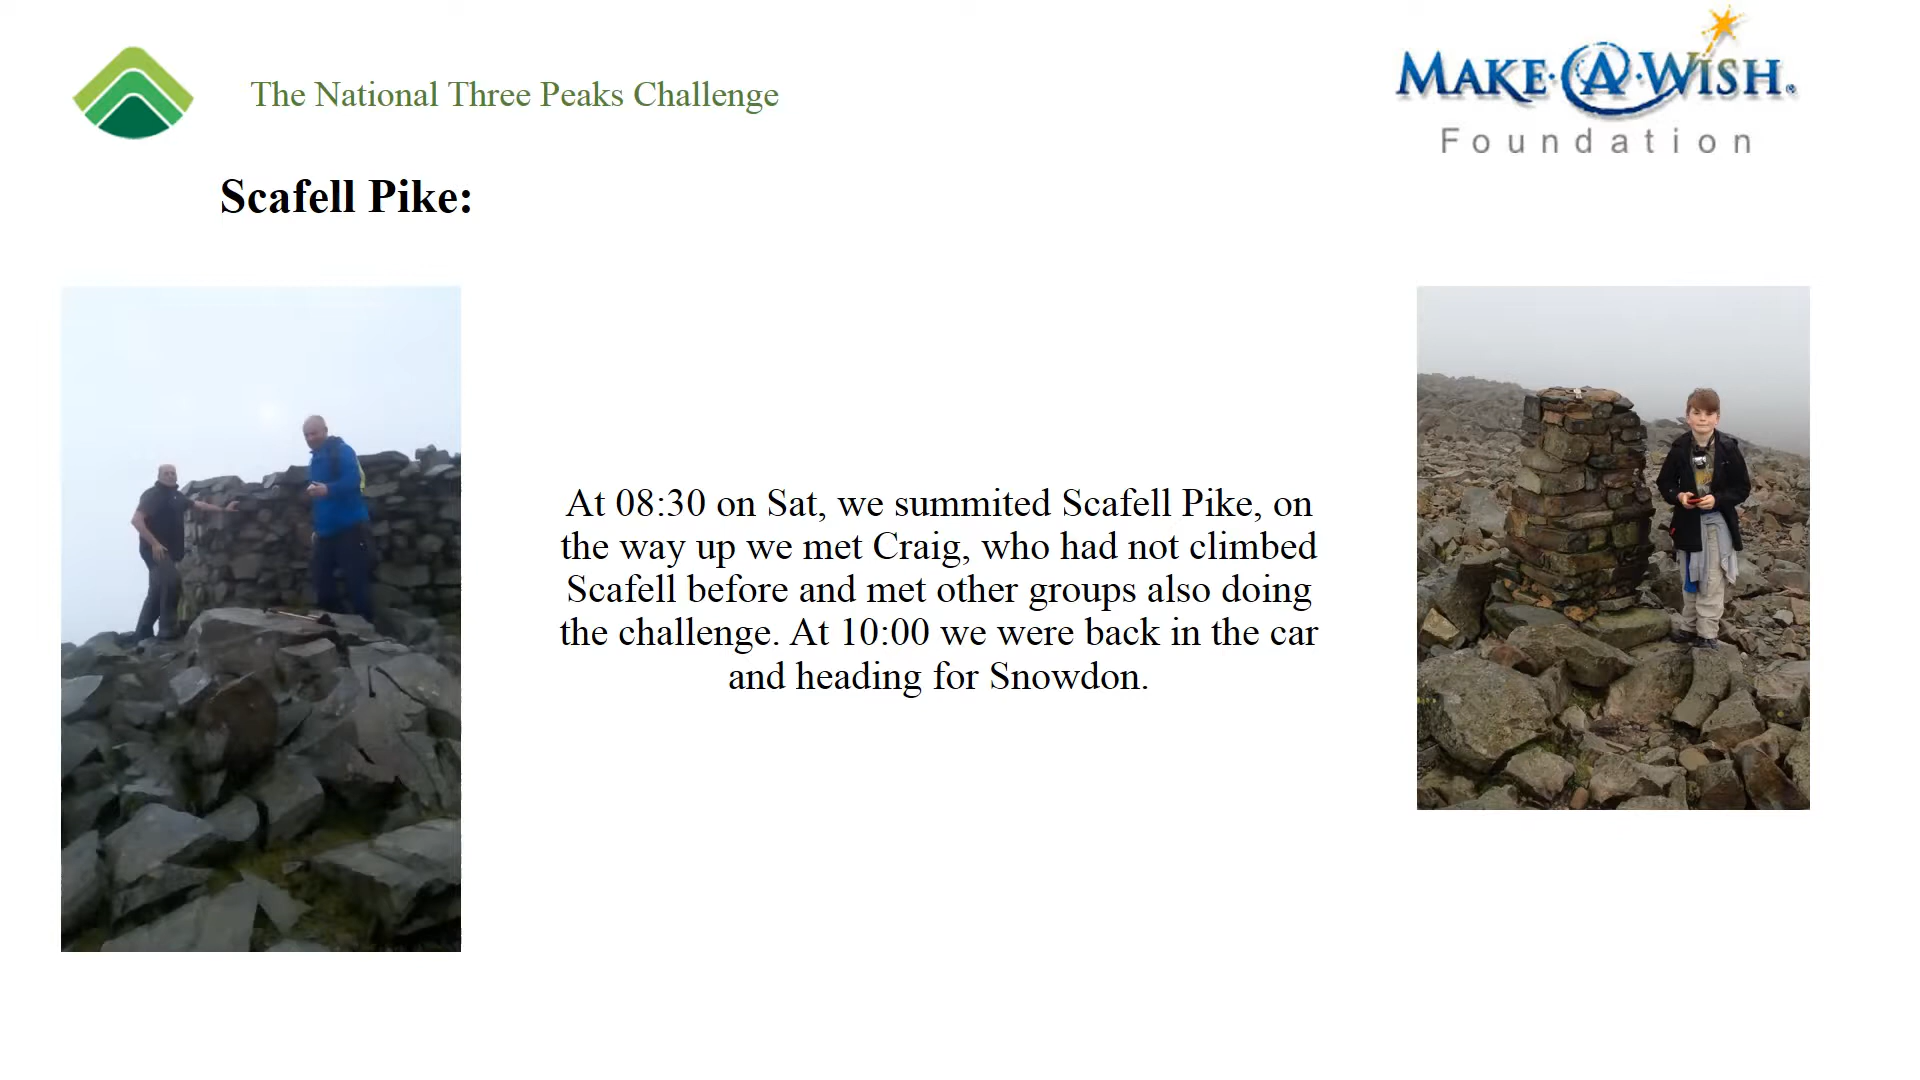 The National Three Peaks Challenge
MAKE·A·WISH®
Foundation
Scafell Pike:
At 08:30 on Sat, we summited Scafell Pike, on
the way up we met Craig, who had not climbed
Scafell before and met other groups also doing
the challenge. At 10:00 we were back in the car
and heading for Snowdon.